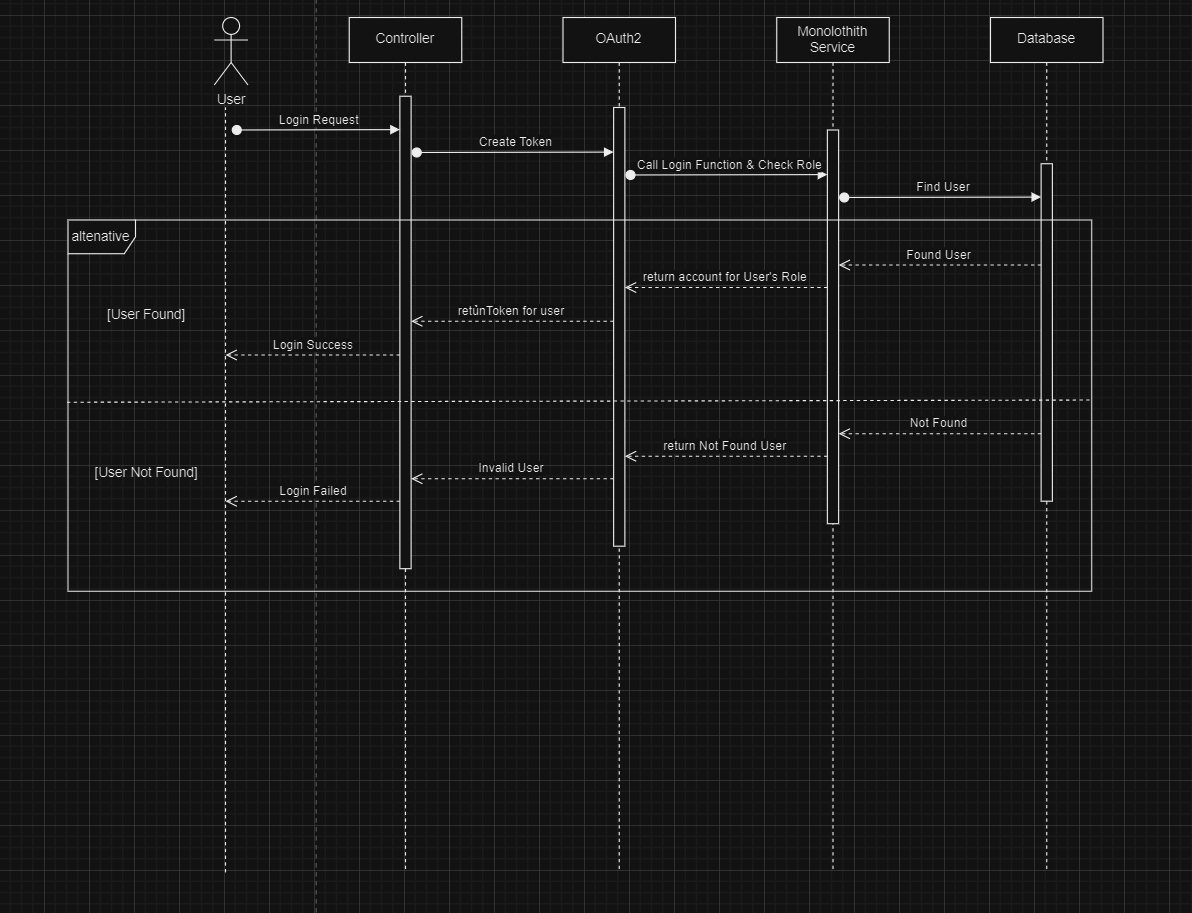 Controller
OAuth2
Monolothith
Service
Database
User
Login Request
Create Token
Call Login Function & Check Role
Find User
altenative
Found User
return account for User's Role
[User Found]
retủnToken for user
Login Success
Not Found
return Not Found User
[User Not Found]
Invalid User
Login Failed